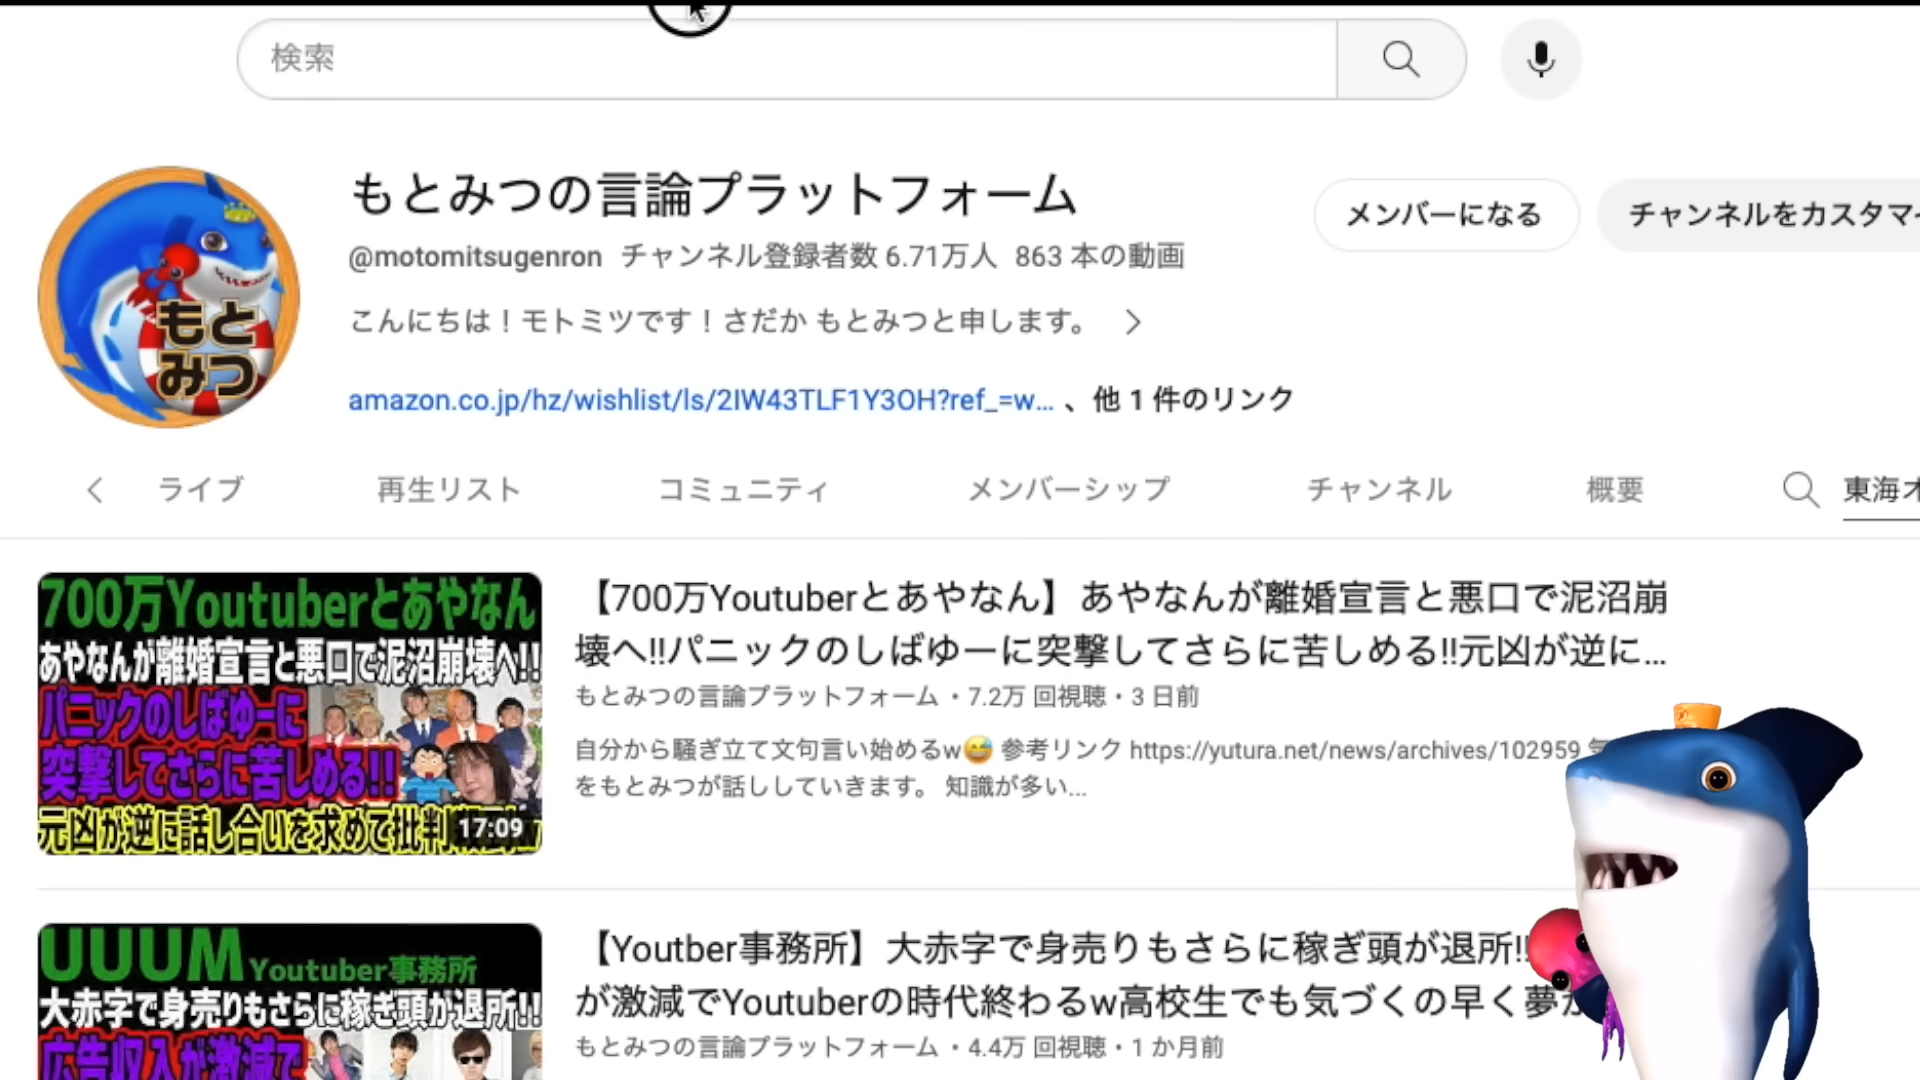 検索
もとみつの言論プラットフォーム
メンバーになる
チャンネルをカスタマ
@motomitsugenron チャンネル登録者数 6.71万人 863 本の動画
こんにちは！モトミツです！さだか もとみつと申します。
もと
みつ
amazon.co.jp/hz/wishlist/ls/2IW43TLF1Y3OH?ref_=w... 、他 1 件のリンク
ライブ 再生リスト コミュニティ メンバーシップ チャンネル 概要 東海オ
700万Youtuberとあやなん
あやなんが離婚宣言と悪口で泥沼崩壊へ!!
パニックのしばゆーに
突撃してさらに苦しめる!!
元凶が逆に話し合いを求めて批判
17:09
【700万Youtuberとあやなん】あやなんが離婚宣言と悪口で泥沼崩
壊へ!!パニックのしばゆーに突撃してさらに苦しめる!!元凶が逆に...
もとみつの言論プラットフォーム・7.2万 回視聴・3 日前
自分から騒ぎ立て文句言い始めるw😅 参考リンク https://yutura.net/news/archives/102959
をもとみつが話ししていきます。 知識が多い...
UUUM Youtuber事務所
大赤字で身売りもさらに稼ぎ頭が退所!!
広告収入が激減で
【Youtber事務所】大赤字で身売りもさらに稼ぎ頭が退所!!
が激減でYoutuberの時代終わるw高校生でも気づくの早く夢
もとみつの言論プラットフォーム・4.4万 回視聴・1 か月前